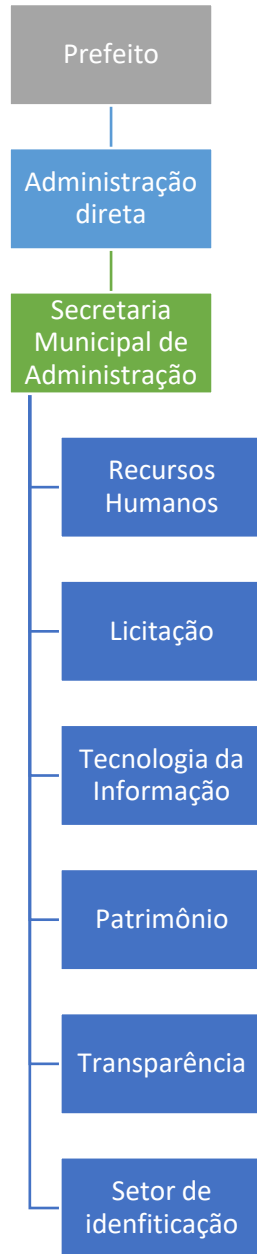 Prefeito
Administração
direta
Secretaria
Municipal de
Administração
Recursos
Humanos
Licitação
Tecnologia da
Informação
Patrimônio
Transparência
Setor de
idenfiticação